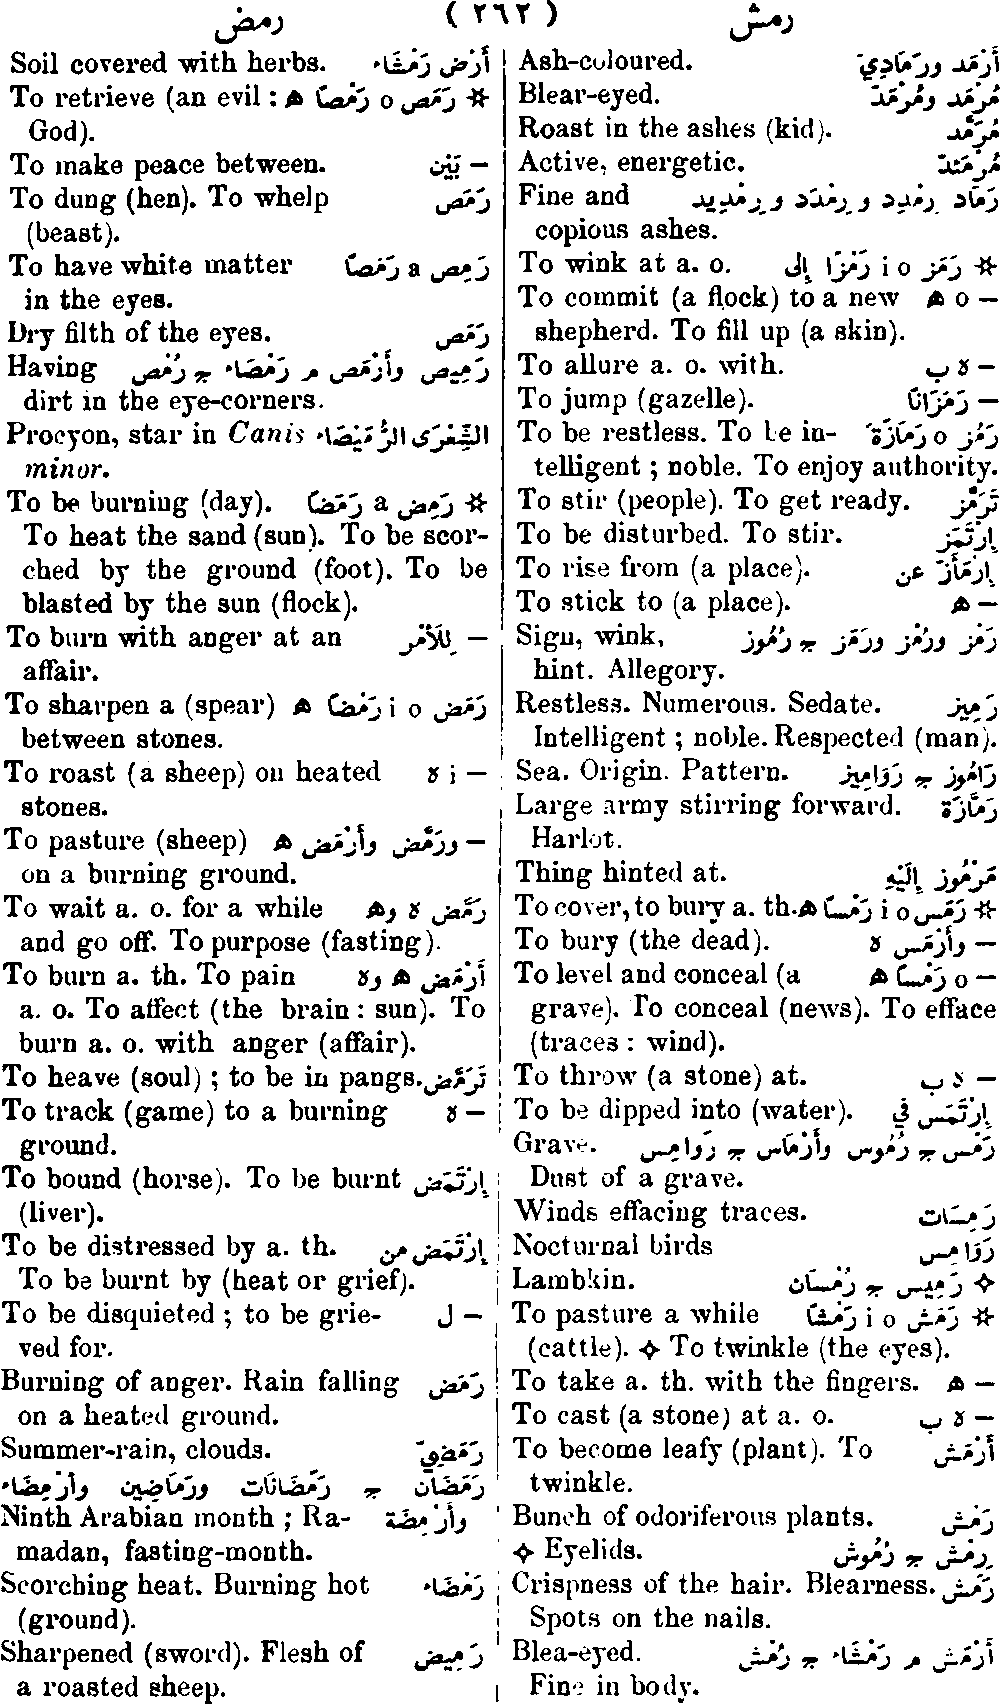 رمض ( ٢٦٢ ) رمش
Ash-coloured. أَرْمَد ورَمَادِيّ
Blear-eyed. مُرْمَد ومُرْمَدّ
Roast in the ashes (kid). مُرَمَّد
Active, energetic. مُرْمَئِدّ
Fine and رَمَاد رِمْدِد و رِمْدَد و رِمْدِيد
copious ashes.
To wink at a. o. ☆ رَمَز i o رَمْزًا إِلى
To commit (a flock) to a new – o ه
shepherd. To fill up (a skin).
To allure a. o. with. – ه ب
To jump (gazelle). – رَمَزَانًا
To be restless. To be in- رَمُز o رَمَازَة
telligent ; noble. To enjoy authority.
To stir (people). To get ready. تَرَمَّز
To be disturbed. To stir. إِرْتَمَز
To rise from (a place). إِرْمَأَزّ عن
To stick to (a place). – ه
Sign, wink, رَمْز ورُمْز ورَمَز ج رُمُوز
hint. Allegory.
Restless. Numerous. Sedate. رَمِيز
Intelligent ; noble. Respected (man).
Sea. Origin. Pattern. رَامُوز ج رَوَامِيز
Large army stirring forward. رَمَّازَة
Harlot.
Thing hinted at. مَرْمُوز إِلَيْهِ
To cover, to bury a. th. ☆ رَمَس i o رَمْسًا ه
To bury (the dead). – وأَرْمَس ه
To level and conceal (a – o رَمْسًا ه
grave). To conceal (news). To efface
(traces : wind).
To throw (a stone) at. – ه ب
To be dipped into (water). إِرْتَمَس في
Grave. رَمْس ج رُمُوس وأَرْمَاس ج رَوَامِس
Dust of a grave.
Winds effacing traces. رَمِسَات
Nocturnal birds رَوَامِس
Lambkin. ✧ رَمِيس ج رُمْسَان
To pasture a while ☆ رَمَش i o رَمْشًا
(cattle). ✧ To twinkle (the eyes).
To take a. th. with the fingers. – ه
To cast (a stone) at a. o. – ه ب
To become leafy (plant). To أَرْمَش
twinkle.
Bunch of odoriferous plants. رَمْش
✧ Eyelids. رِمْش ج رُمُوش
Crispness of the hair. Blearness. رَمَش
Spots on the nails.
Blea-eyed. أَرْمَش م رَمْشَاء ج رُمْش
Fine in body.
Soil covered with herbs. أَرْض رَمْشَاء
To retrieve (an evil : ☆ رَمَص o رَمْصًا ه
God).
To make peace between. – بَيْن
To dung (hen). To whelp رَمَص
(beast).
To have white matter رَمِص a رَمَصًا
in the eyes.
Dry filth of the eyes. رَمَص
Having رَمِيص وأَرْمَص م رَمْصَاء ج رُمْص
dirt in the eye-corners.
Procyon, star in Canis الشِّعْرَى الرُّمَيْصَاء
minor.
To be burning (day). ☆ رَمِض a رَمَضًا
To heat the sand (sun). To be scor-
ched by the ground (foot). To be
blasted by the sun (flock).
To burn with anger at an – لِلْأَمْر
affair.
To sharpen a (spear) رَمَض i o رَمْضًا ه
between stones.
To roast (a sheep) on heated – i ه
stones.
To pasture (sheep) – ورَمَّض وأَرْمَض ه
on a burning ground.
To wait a. o. for a while رَمَّض ه وه
and go off. To purpose (fasting).
To burn a. th. To pain أَرْمَض ه وه
a. o. To affect (the brain : sun). To
burn a. o. with anger (affair).
To heave (soul) ; to be in pangs. تَرَمَّض
To track (game) to a burning – ه
ground.
To bound (horse). To be burnt إِرْتَمَض
(liver).
To be distressed by a. th. إِرْتَمَض من
To be burnt by (heat or grief).
To be disquieted ; to be grie- – ل
ved for.
Burning of anger. Rain falling رَمَض
on a heated ground.
Summer-rain, clouds. رَمَضِيّ
رَمَضَان ج رَمَضَانَات ورَمَاضِين وأَرْمِضَاء
Ninth Arabian month ; Ra- وأَرْمِضَة
madan, fasting-month.
Scorching heat. Burning hot رَمْضَاء
(ground).
Sharpened (sword). Flesh of رَمِيض
a roasted sheep.